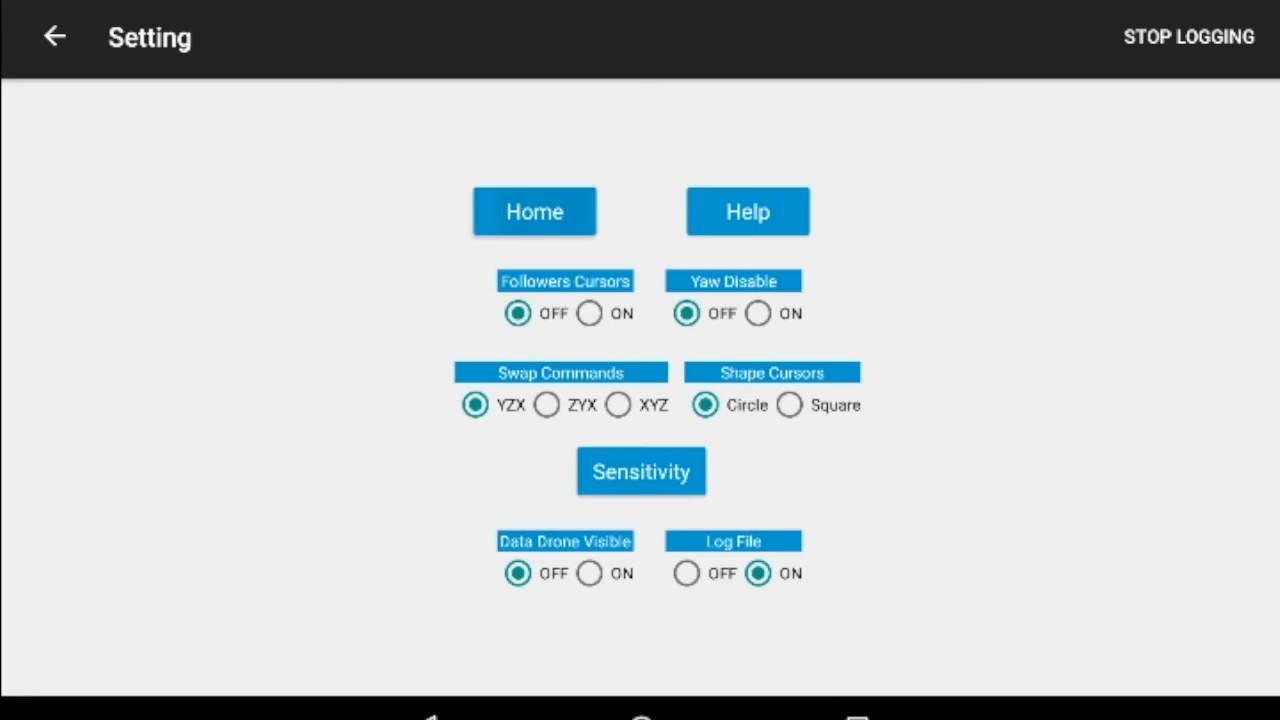 Setting
STOP LOGGING
Home
Help
Followers Cursors
Yaw Disable
OFF ON
OFF ON
Swap Commands
Shape Cursors
YZX ZYX XYZ
Circle Square
Sensitivity
Data Drone Visible
Log File
OFF ON
OFF ON